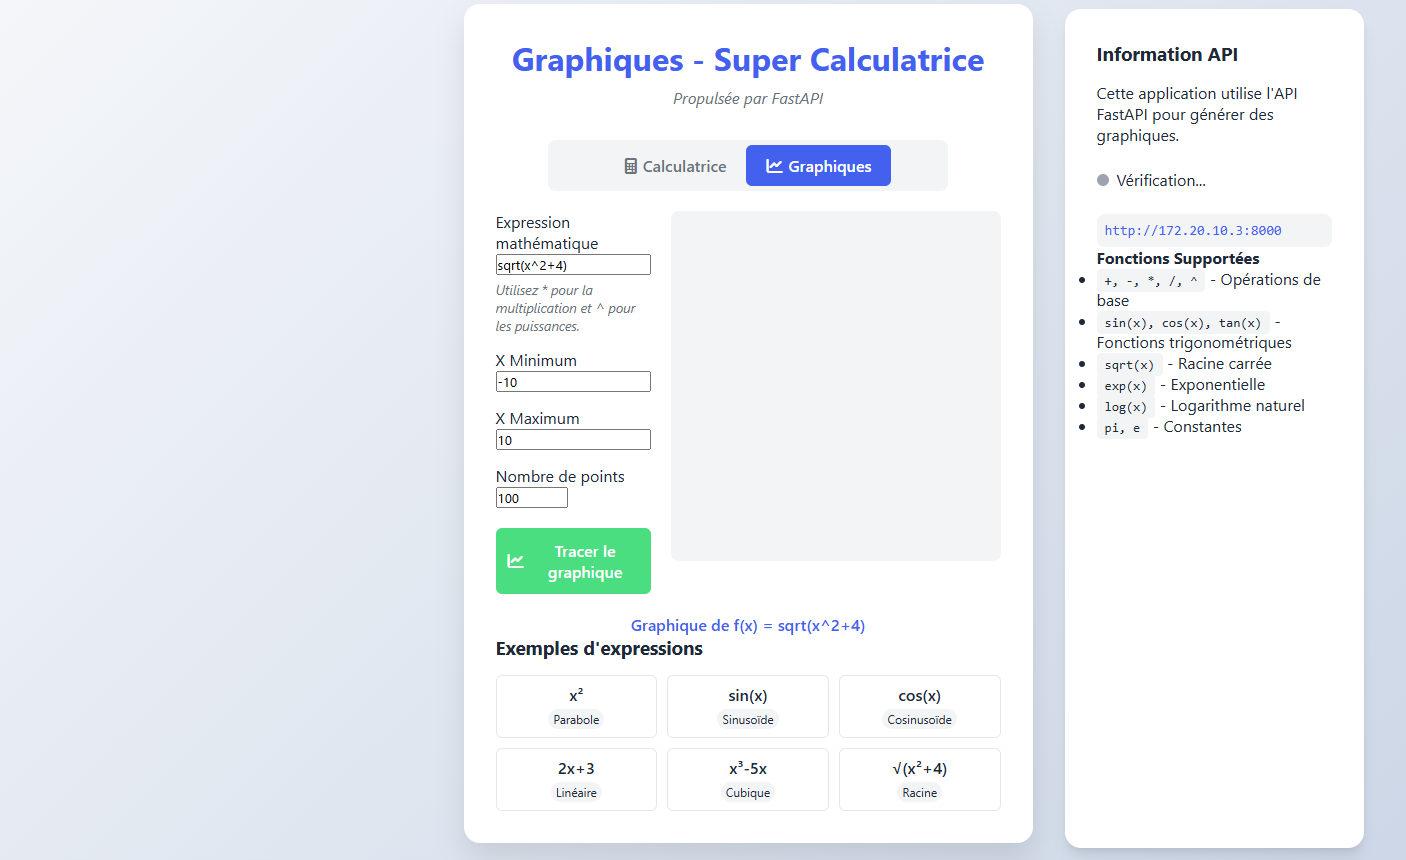 Graphiques - Super Calculatrice
Propulsée par FastAPI
Calculatrice
Graphiques
Expression
mathématique
sqrt(x^2+4)
Utilisez * pour la
multiplication et ^ pour
les puissances.
X Minimum
-10
X Maximum
10
Nombre de points
100
Tracer le
graphique
Graphique de f(x) = sqrt(x^2+4)
Exemples d'expressions
x²
Parabole
sin(x)
Sinusoïde
cos(x)
Cosinusoïde
2x+3
Linéaire
x³-5x
Cubique
√(x²+4)
Racine
Information API
Cette application utilise l'API
FastAPI pour générer des
graphiques.
Vérification...
http://172.20.10.3:8000
Fonctions Supportées
+, -, *, /, ^ - Opérations de
base
sin(x), cos(x), tan(x) -
Fonctions trigonométriques
sqrt(x) - Racine carrée
exp(x) - Exponentielle
log(x) - Logarithme naturel
pi, e - Constantes